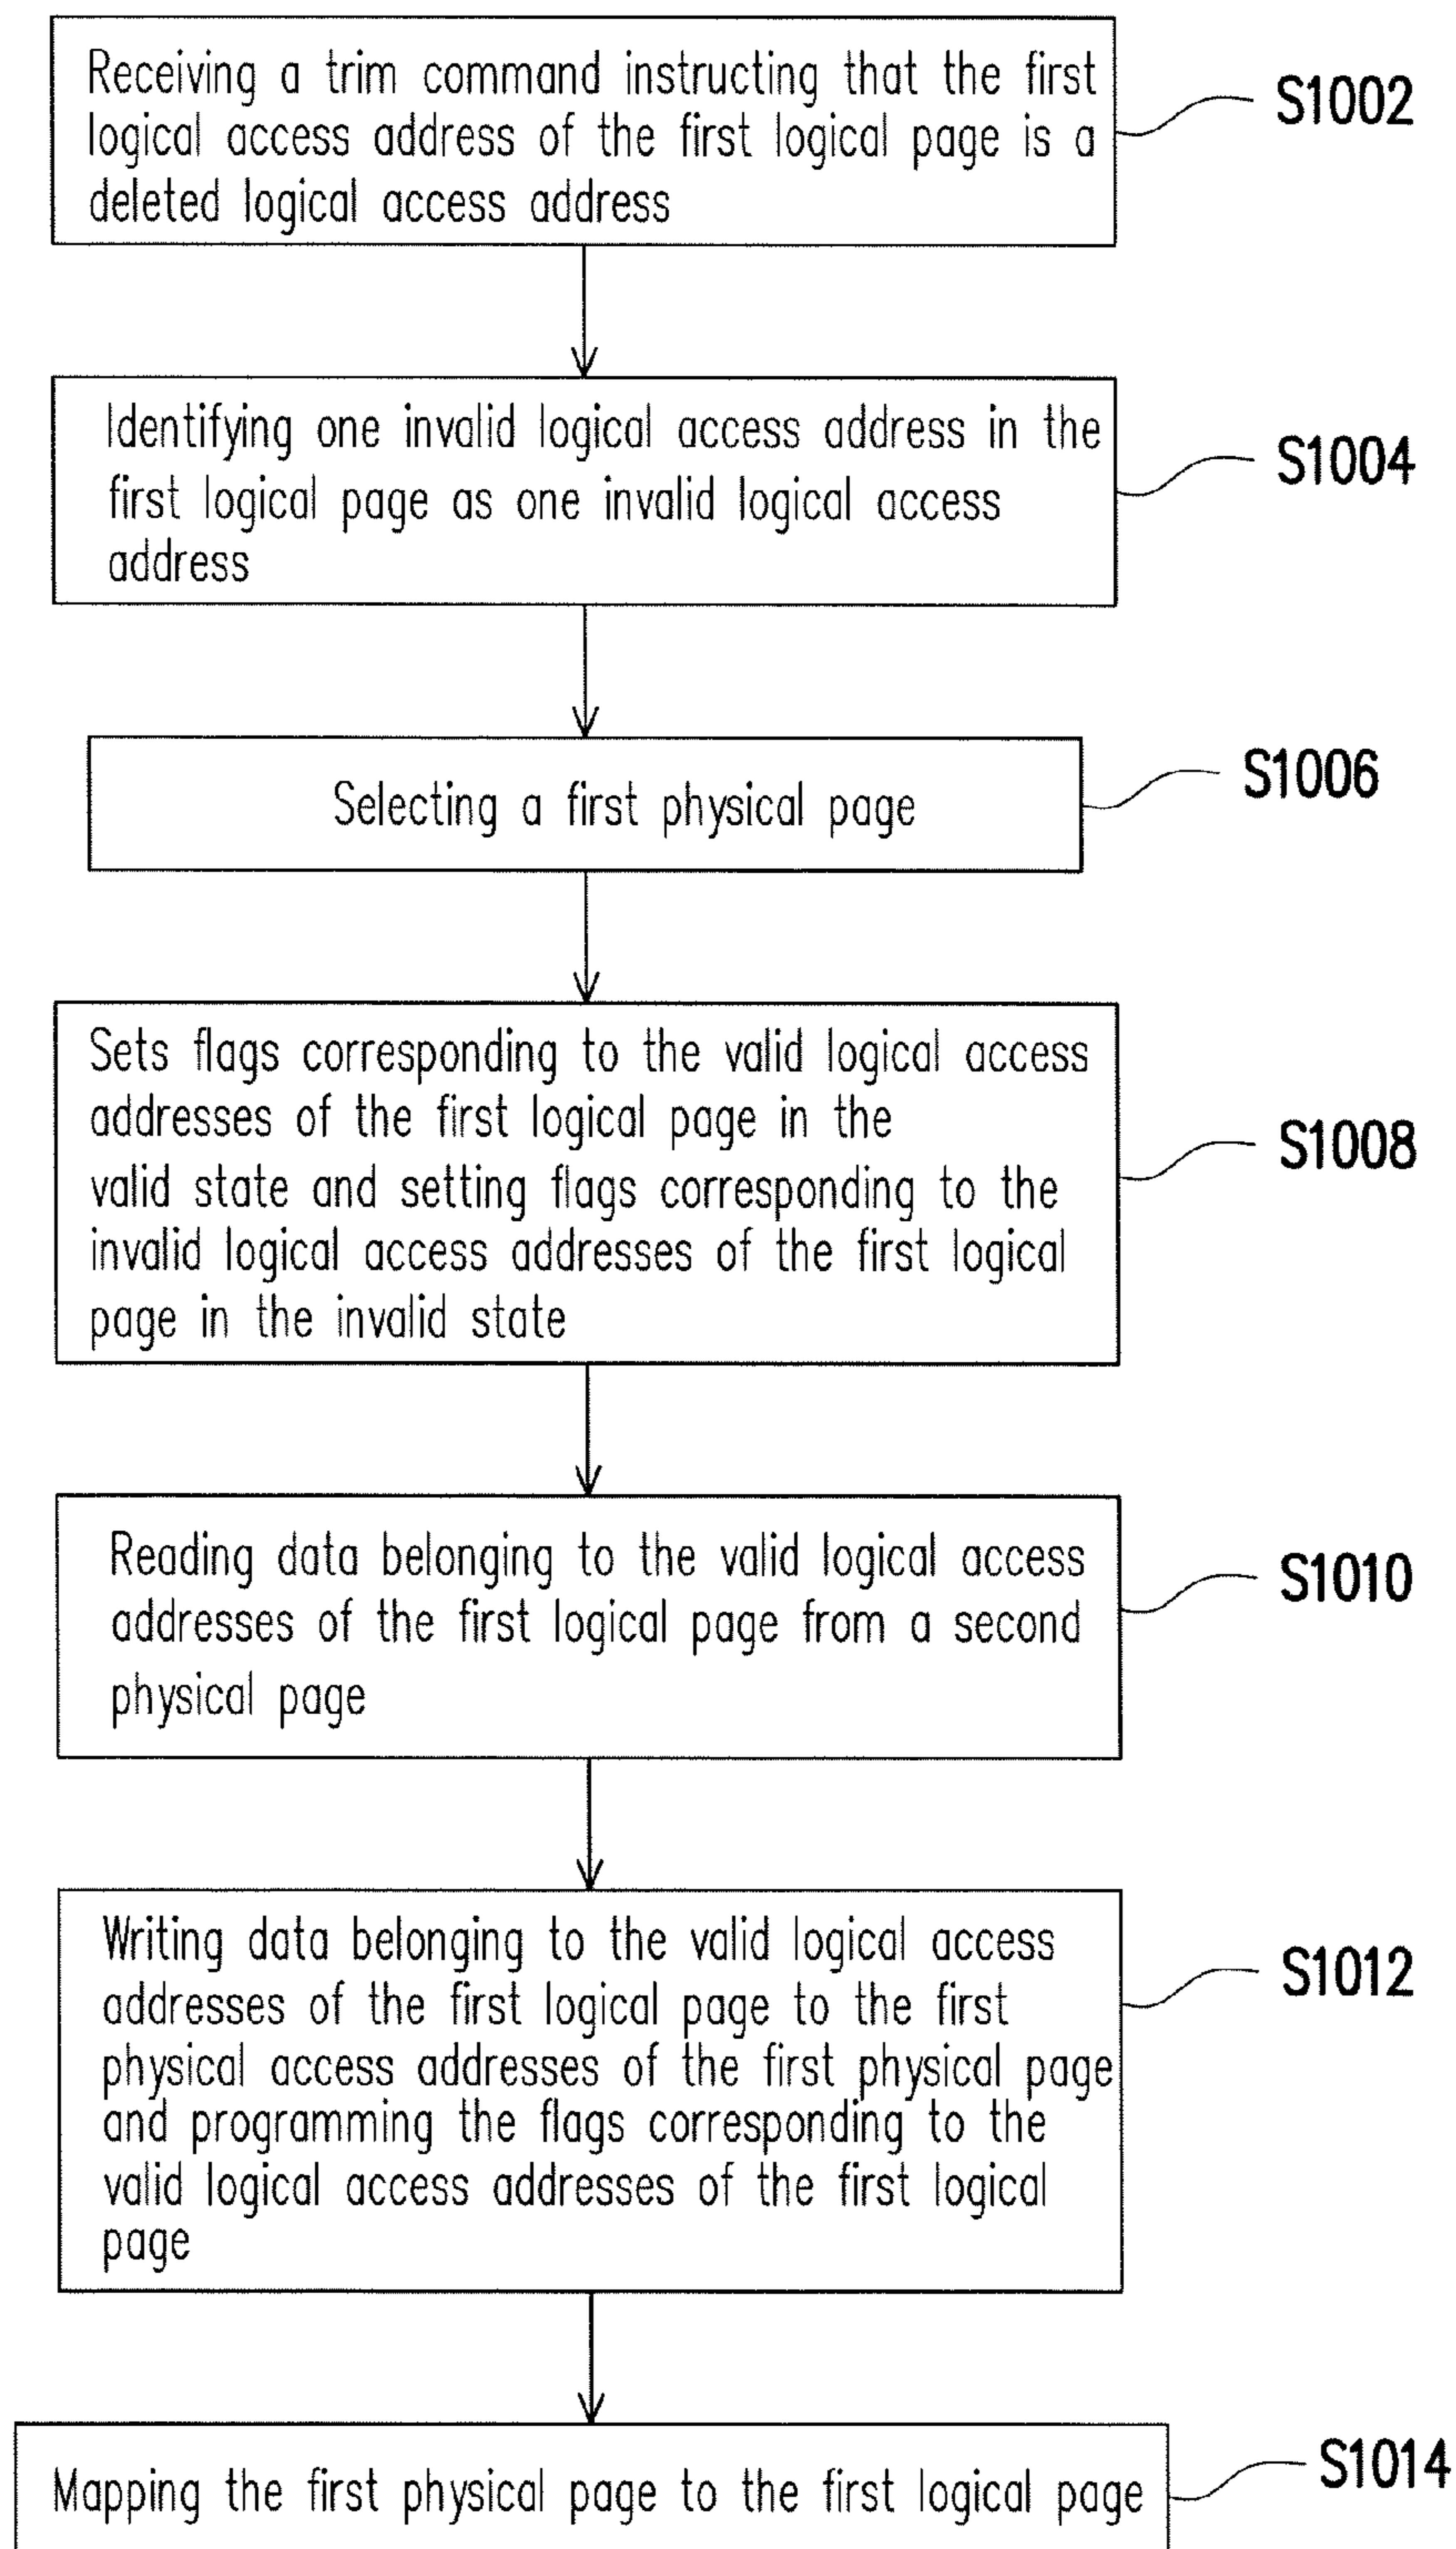 Receiving a trim command instructing that the first
logical access address of the first logical page is a
deleted logical access address
S1002
Identifying one invalid logical access address in the
first logical page as one invalid logical access
address
S1004
Selecting a first physical page
S1006
Sets flags corresponding to the valid logical access
addresses of the first logical page in the
valid state and setting flags corresponding to the
invalid logical access addresses of the first logical
page in the invalid state
S1008
Reading data belonging to the valid logical access
addresses of the first logical page from a second
physical page
S1010
Writing data belonging to the valid logical access
addresses of the first logical page to the first
physical access addresses of the first physical page
and programming the flags corresponding to the
valid logical access addresses of the first logical
page
S1012
Mapping the first physical page to the first logical page
S1014